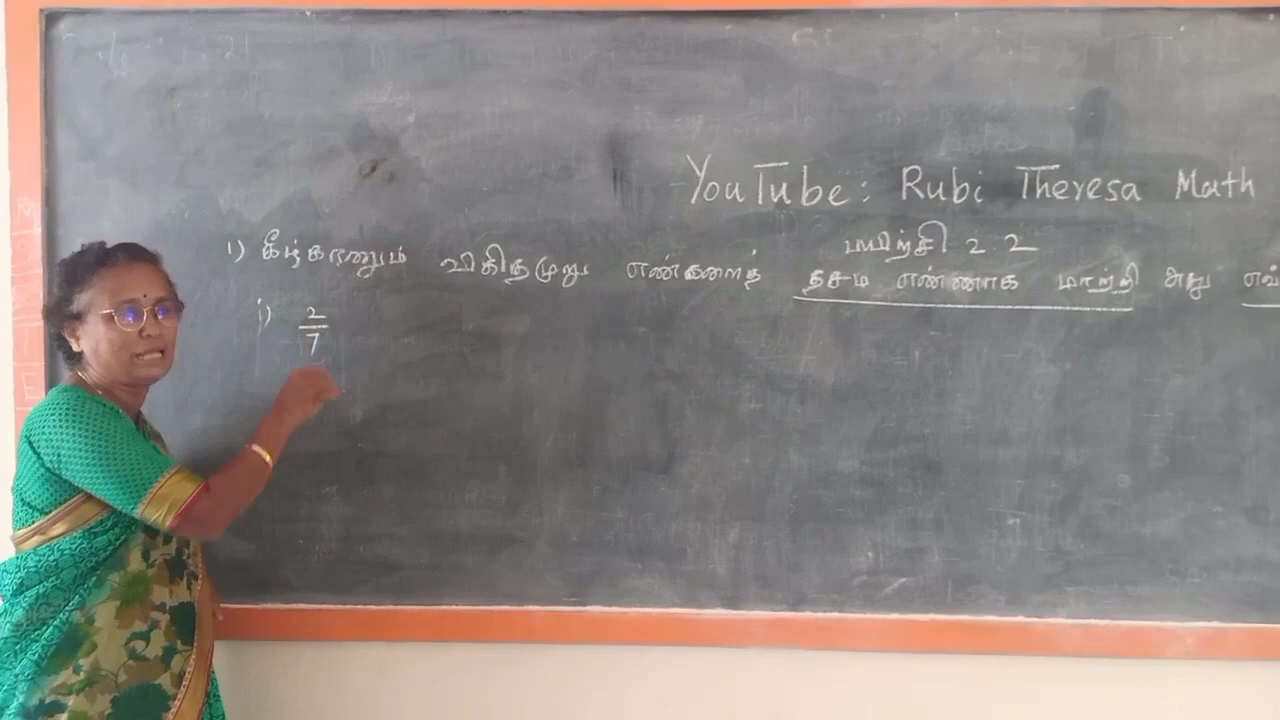 YouTube: Rubi Theresa Math
பயிற்சி 2.2
1) கீழ்காணும் விகிதமுறு எண்களைத் தசம எண்ணாக மாற்றி அது
i) 2/7